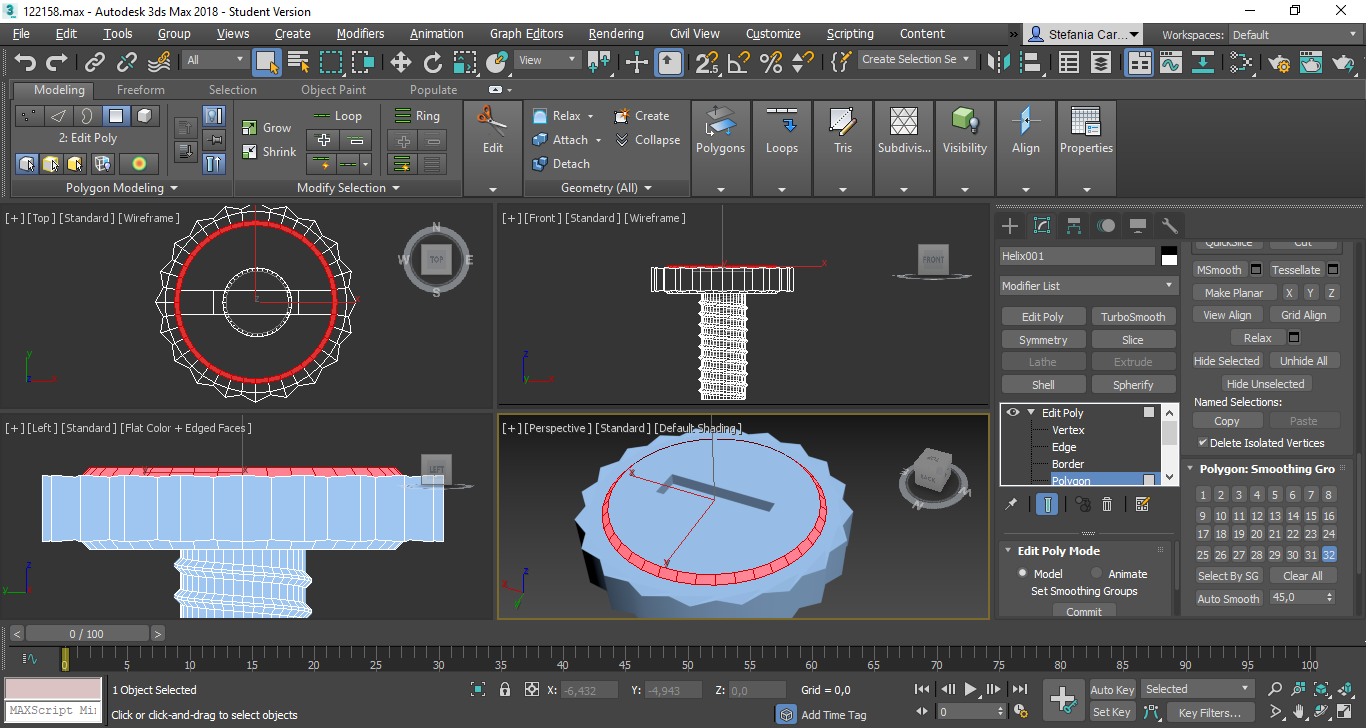 3 122158.max - Autodesk 3ds Max 2018 - Student Version
File Edit Tools Group Views Create Modifiers Animation Graph Editors Rendering Civil View Customize Scripting Content » Stefania Car... Workspaces: Default
All View Create Selection Se
Modeling Freeform Selection Object Paint Populate
2: Edit Poly
Grow
Shrink
Loop
Ring
Edit
Relax Create
Attach Collapse
Detach
Polygons Loops Tris Subdivis... Visibility Align Properties
Polygon Modeling Modify Selection Geometry (All)
[+] [Top] [Standard] [Wireframe]
N W E S TOP
z x
y z x
[+] [Front] [Standard] [Wireframe]
FRONT
y x
z y x
[+] [Left] [Standard] [Flat Color + Edged Faces]
LEFT
y x
z y
[+] [Perspective] [Standard] [Default Shading]
BACK
x y
z x y
Helix001
Modifier List
Edit Poly TurboSmooth
Symmetry Slice
Lathe Extrude
Shell Spherify
Edit Poly
Vertex
Edge
Border
Polygon
Edit Poly Mode
Model Animate
Set Smoothing Groups
Commit
QuickSlice Cut
MSmooth Tessellate
Make Planar X Y Z
View Align Grid Align
Relax
Hide Selected Unhide All
Hide Unselected
Named Selections:
Copy Paste
Delete Isolated Vertices
Polygon: Smoothing Gro
1 2 3 4 5 6 7 8
9 10 11 12 13 14 15 16
17 18 19 20 21 22 23 24
25 26 27 28 29 30 31 32
Select By SG Clear All
Auto Smooth 45,0
< 0 / 100 >
0 5 10 15 20 25 30 35 40 45 50 55 60 65 70 75 80 85 90 95 100
1 Object Selected X: -6,432 Y: -4,943 Z: 0,0 Grid = 0,0
MAXScript Mi
Click or click-and-drag to select objects
Add Time Tag
0
Auto Key Selected
Set Key Key Filters...